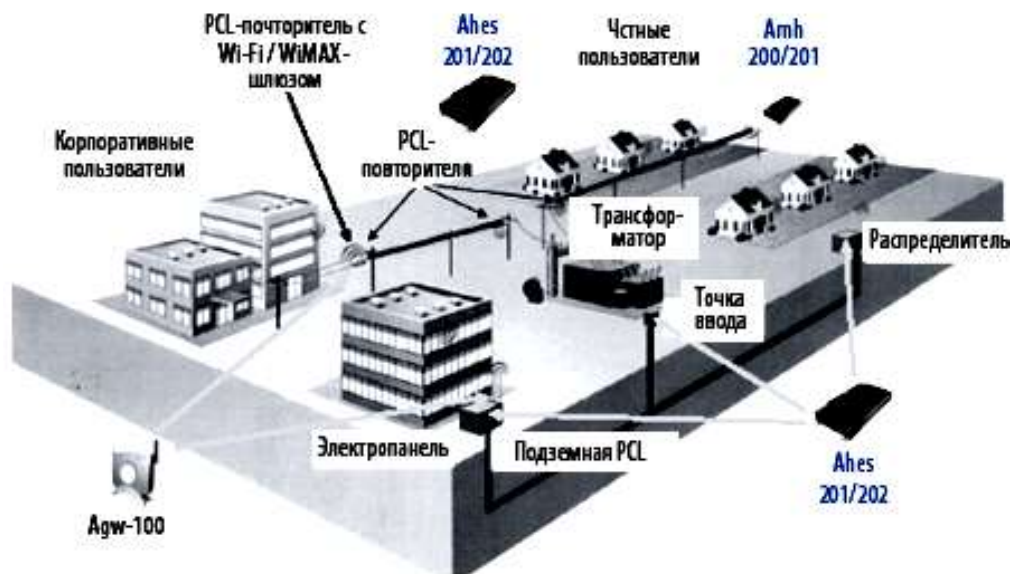 PCL-почторитель с
Wi-Fi / WiMAX-
шлюзом
Ahes
201/202
Чстные
пользователи
Amh
200/201
Корпоративные
пользователи
PCL-
повторителя
Трансфор-
матор
Распределитель
Точка
ввода
Электропанель
Подземная PCL
Ahes
201/202
Agw-100